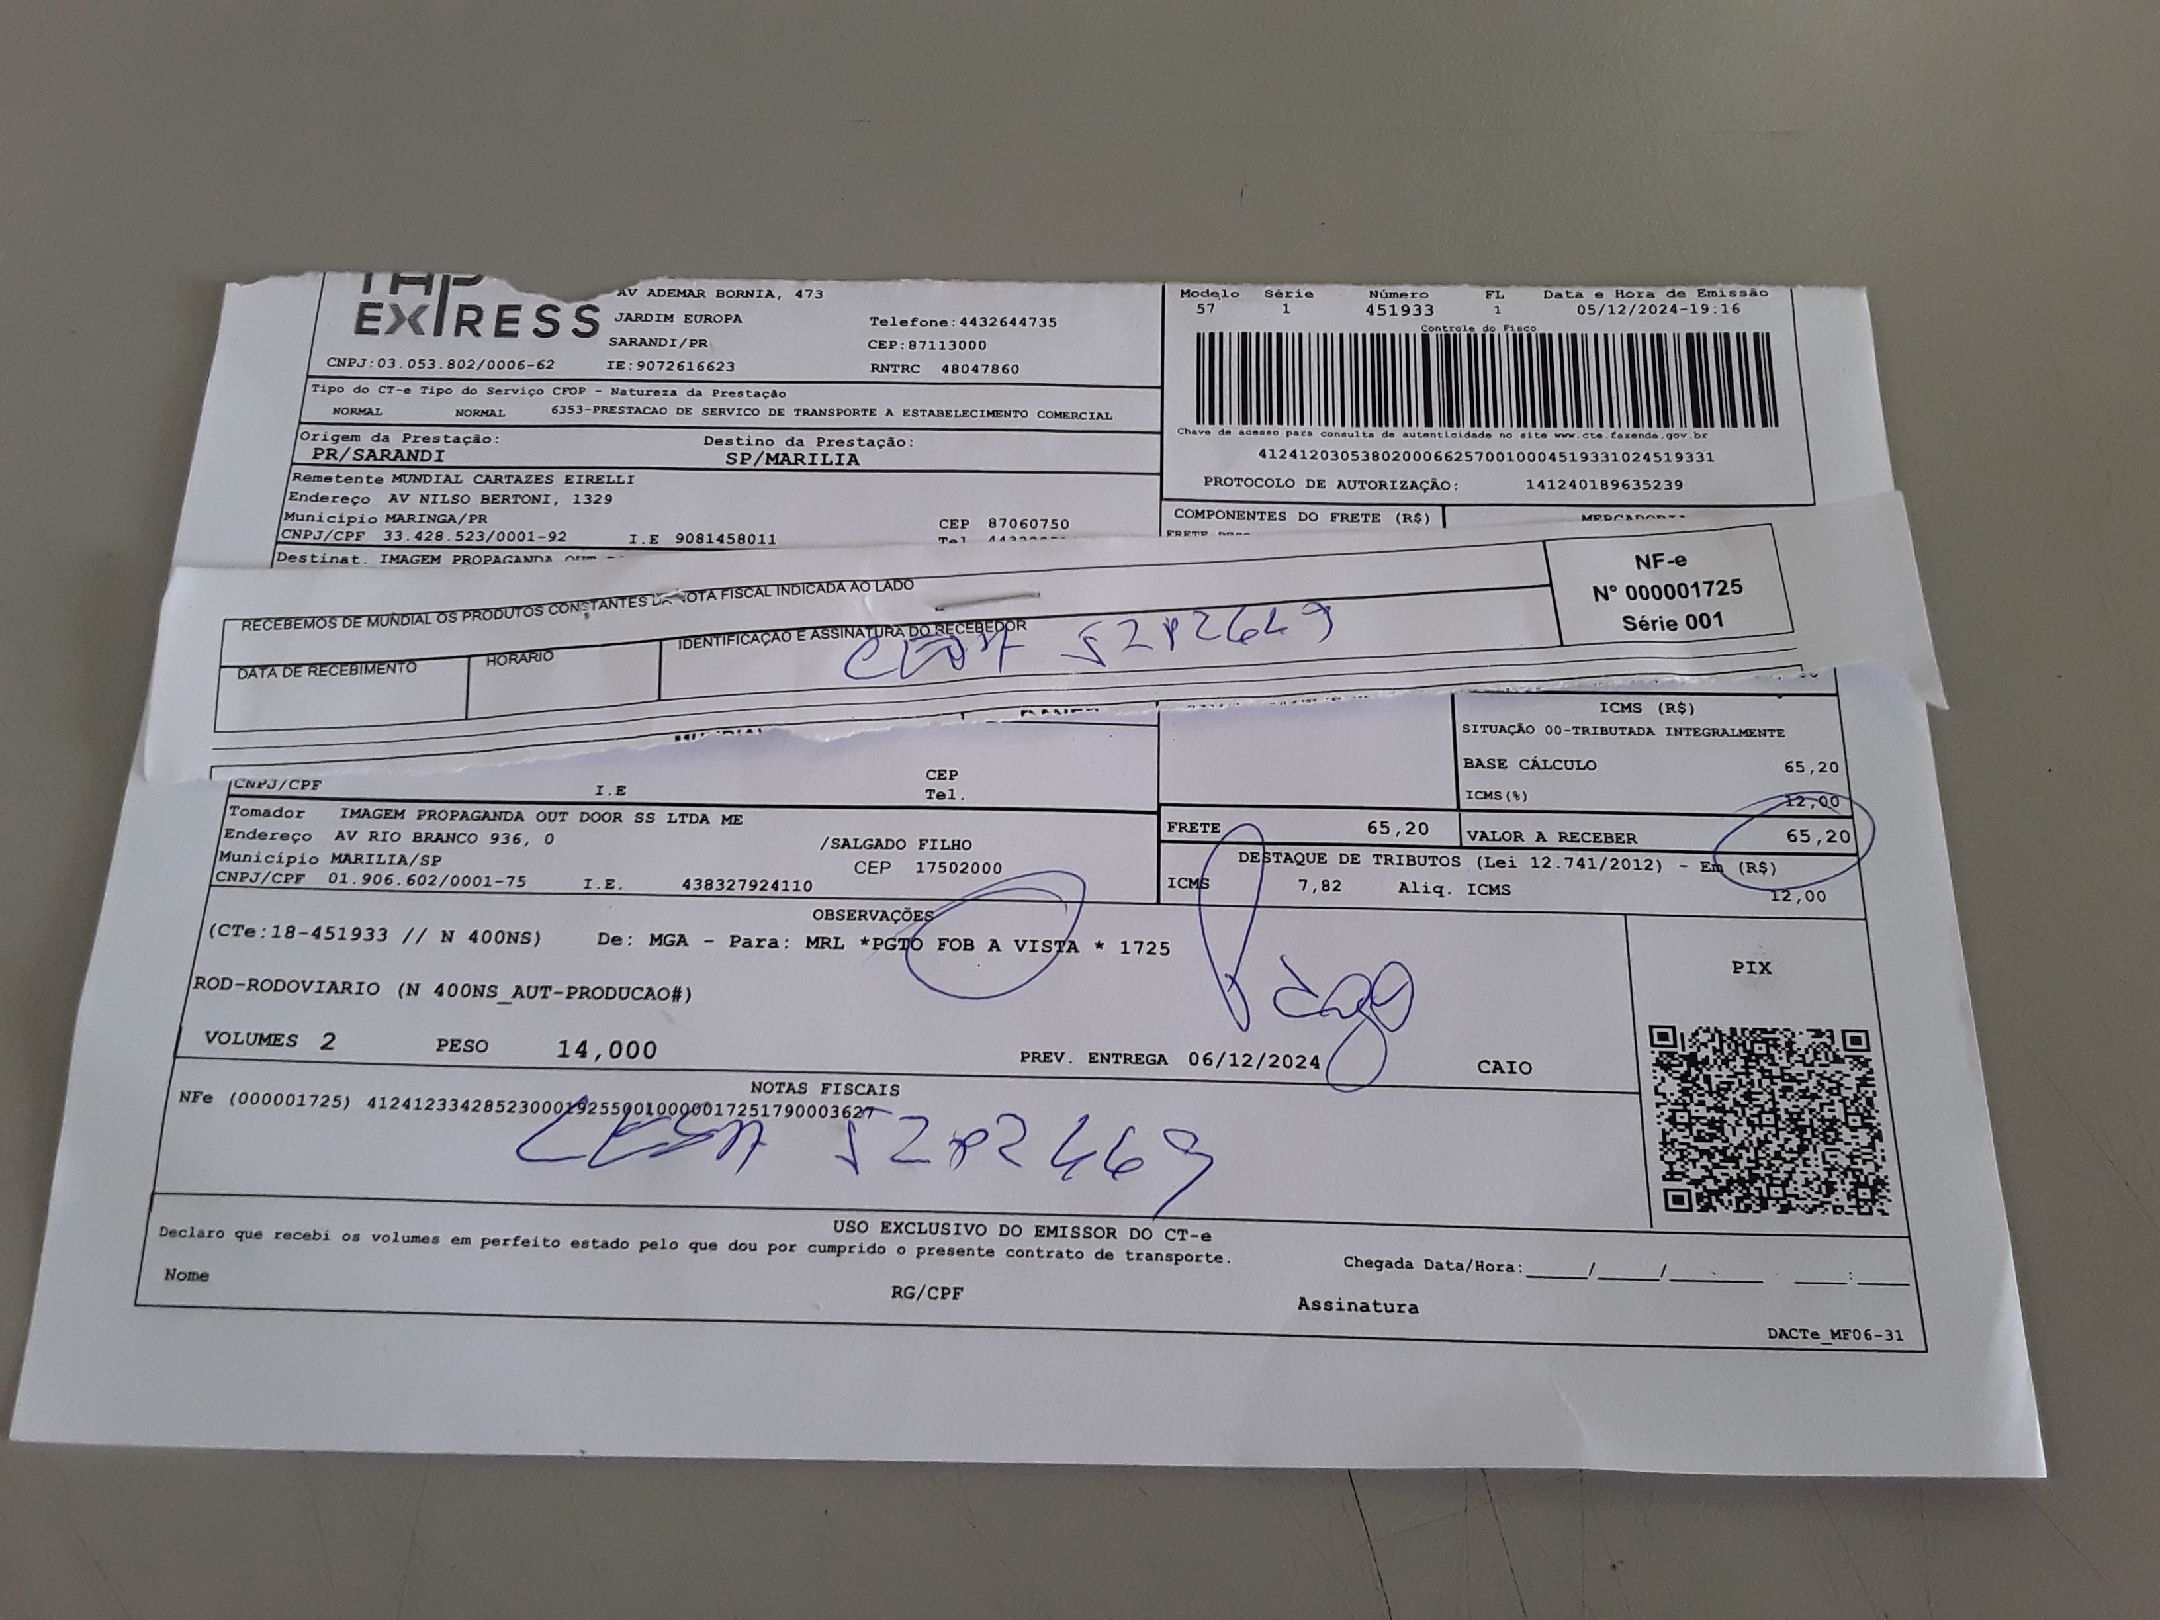 EXPRESS
AV ADEMAR BORNIA, 473
JARDIM EUROPA Telefone:4432644735
SARANDI/PR CEP:87113000
CNPJ:03.053.802/0006-62 IE:9072616623 RNTRC 48047860
Modelo Série Número FL Data e Hora de Emissão
57 1 451933 1 05/12/2024-19:16
Controle do Fisco
Tipo do CT-e Tipo do Serviço CFOP - Natureza da Prestação
NORMAL NORMAL 6353-PRESTACAO DE SERVICO DE TRANSPORTE A ESTABELECIMENTO COMERCIAL
Chave de acesso para consulta de autenticidade no site www.cte.fazenda.gov.br
41241203053802000662570010004519331024519331
PROTOCOLO DE AUTORIZAÇÃO: 141240189635239
Origem da Prestação: Destino da Prestação:
PR/SARANDI SP/MARILIA
Remetente MUNDIAL CARTAZES EIRELLI
Endereço AV NILSO BERTONI, 1329
Município MARINGA/PR CEP 87060750
CNPJ/CPF 33.428.523/0001-92 I.E 9081458011 Tel
COMPONENTES DO FRETE (R$) MERCADORIA
Destinat. IMAGEM PROPAGANDA OUT
RECEBEMOS DE MUNDIAL OS PRODUTOS CONSTANTES DA NOTA FISCAL INDICADA AO LADO
NF-e
Nº 000001725
Série 001
DATA DE RECEBIMENTO HORÁRIO IDENTIFICAÇÃO E ASSINATURA DO RECEBEDOR
ICMS (R$)
SITUAÇÃO 00-TRIBUTADA INTEGRALMENTE
BASE CÁLCULO 65,20
ICMS(%) 12,00
CNPJ/CPF I.E CEP
Tel.
Tomador IMAGEM PROPAGANDA OUT DOOR SS LTDA ME
Endereço AV RIO BRANCO 936, 0 /SALGADO FILHO
Município MARILIA/SP CEP 17502000
CNPJ/CPF 01.906.602/0001-75 I.E. 438327924110
FRETE 65,20 VALOR A RECEBER 65,20
DESTAQUE DE TRIBUTOS (Lei 12.741/2012) - Em (R$)
ICMS 7,82 Aliq. ICMS 12,00
OBSERVAÇÕES
(CTe:18-451933 // N 400NS) De: MGA - Para: MRL *PGTO FOB A VISTA * 1725
Pago
ROD-RODOVIARIO (N 400NS_AUT-PRODUCAO#)
VOLUMES 2 PESO 14,000 PREV. ENTREGA 06/12/2024 CAIO
PIX
NOTAS FISCAIS
NFe (000001725) 41241233428523000192550010000017251790003627
USO EXCLUSIVO DO EMISSOR DO CT-e
Declaro que recebi os volumes em perfeito estado pelo que dou por cumprido o presente contrato de transporte.
Chegada Data/Hora:_____/_____/________ ____:____
Nome RG/CPF Assinatura
DACTe_MF06-31